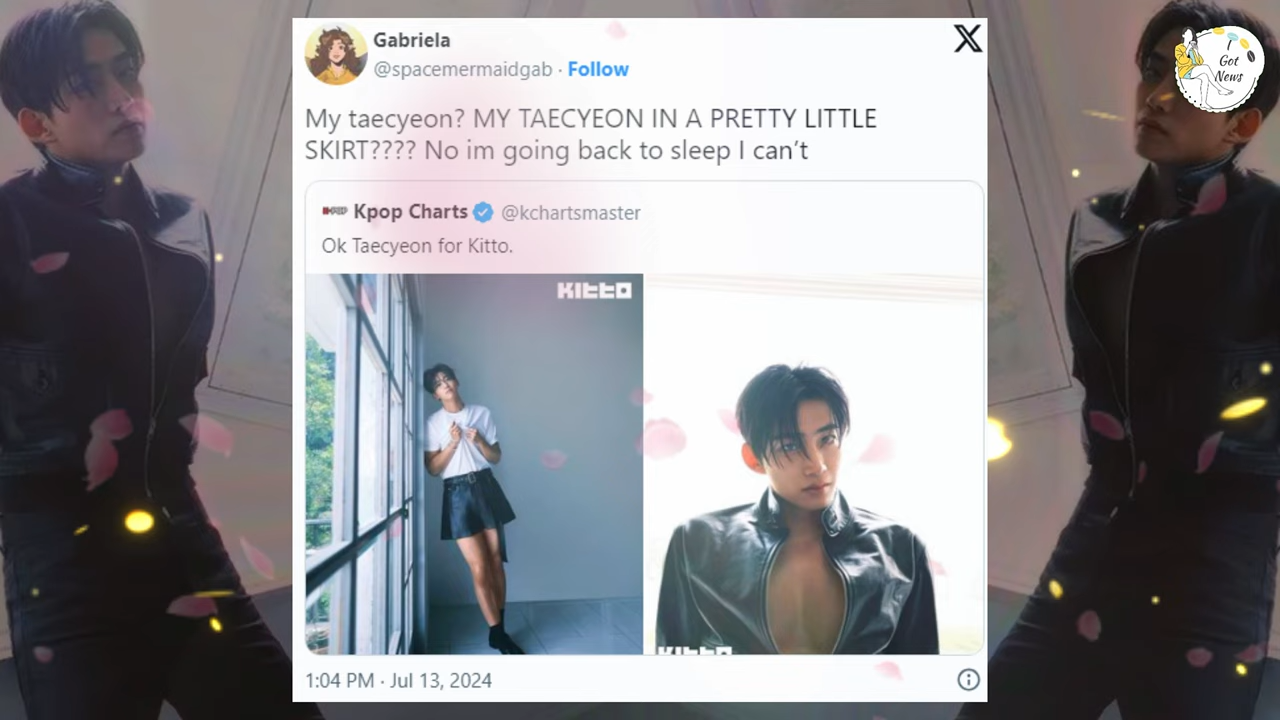 Gabriela
@spacemermaidgab · Follow
My taecyeon? MY TAECYEON IN A PRETTY LITTLE
SKIRT???? No im going back to sleep I can't
Kpop Charts @kchartsmaster
Ok Taecyeon for Kitto.
KITTO
KITTO
1:04 PM · Jul 13, 2024
I
Got
News